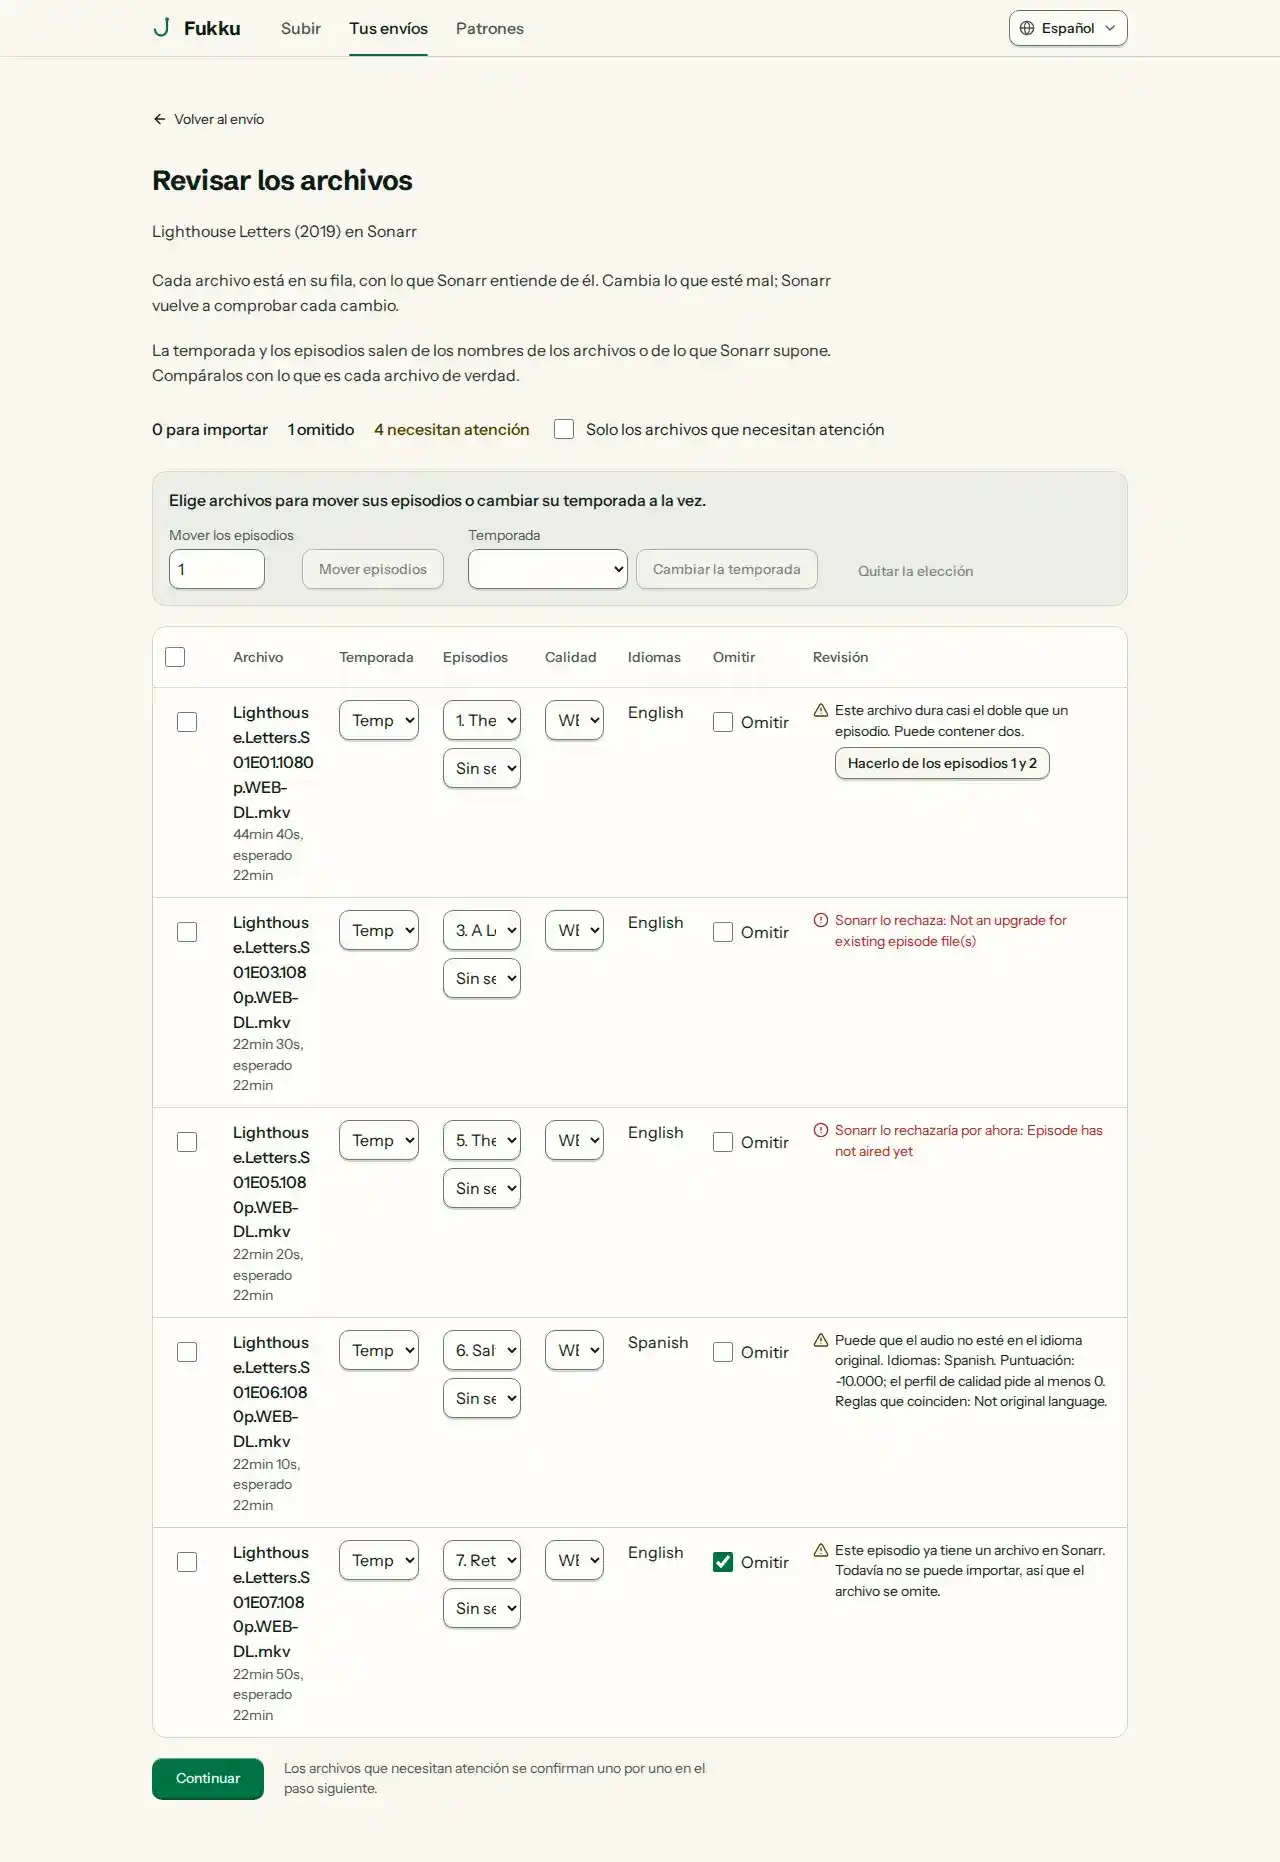 Fukku
Subir
Tus envíos
Patrones
Español
Volver al envío
Revisar los archivos
Lighthouse Letters (2019) en Sonarr
Cada archivo está en su fila, con lo que Sonarr entiende de él. Cambia lo que esté mal; Sonarr
vuelve a comprobar cada cambio.
La temporada y los episodios salen de los nombres de los archivos o de lo que Sonarr supone.
Compáralos con lo que es cada archivo de verdad.
0 para importar
1 omitido
4 necesitan atención
Solo los archivos que necesitan atención
Elige archivos para mover sus episodios o cambiar su temporada a la vez.
Mover los episodios
Temporada
1
Mover episodios
Cambiar la temporada
Quitar la elección
Archivo
Temporada
Episodios
Calidad
Idiomas
Omitir
Revisión
Lighthous
e.Letters.S
01E01.1080
p.WEB-
DL.mkv
44min 40s,
esperado
22min
Temp
1. The
Sin se
WE
English
Omitir
Este archivo dura casi el doble que un
episodio. Puede contener dos.
Hacerlo de los episodios 1 y 2
Lighthous
e.Letters.S
01E03.108
0p.WEB-
DL.mkv
22min 30s,
esperado
22min
Temp
3. A Lo
Sin se
WE
English
Omitir
Sonarr lo rechaza: Not an upgrade for
existing episode file(s)
Lighthous
e.Letters.S
01E05.108
0p.WEB-
DL.mkv
22min 20s,
esperado
22min
Temp
5. The
Sin se
WE
English
Omitir
Sonarr lo rechazaría por ahora: Episode has
not aired yet
Lighthous
e.Letters.S
01E06.108
0p.WEB-
DL.mkv
22min 10s,
esperado
22min
Temp
6. Sal
Sin se
WE
Spanish
Omitir
Puede que el audio no esté en el idioma
original. Idiomas: Spanish. Puntuación:
-10.000; el perfil de calidad pide al menos 0.
Reglas que coinciden: Not original language.
Lighthous
e.Letters.S
01E07.108
0p.WEB-
DL.mkv
22min 50s,
esperado
22min
Temp
7. Ret
Sin se
WE
English
Omitir
Este episodio ya tiene un archivo en Sonarr.
Todavía no se puede importar, así que el
archivo se omite.
Continuar
Los archivos que necesitan atención se confirman uno por uno en el
paso siguiente.